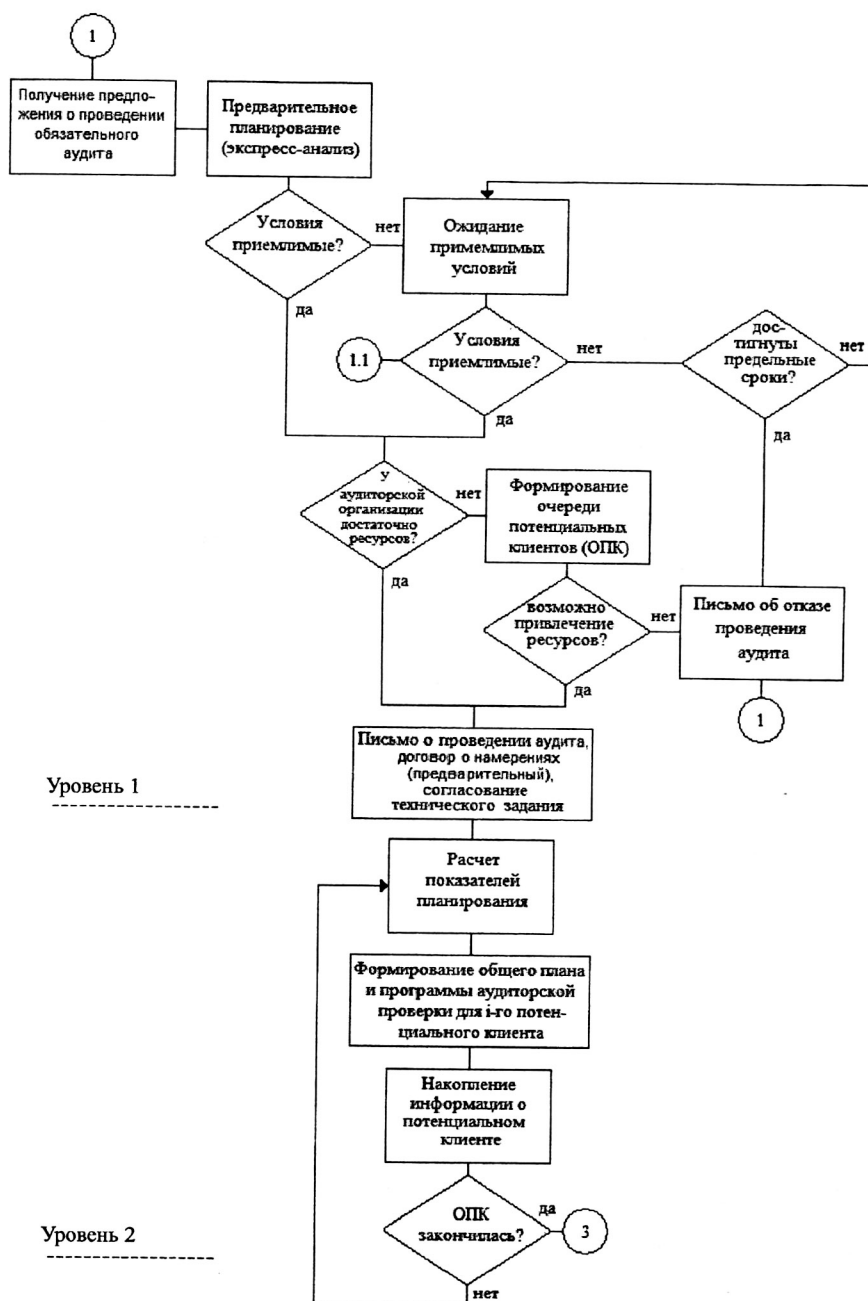 1
Получение предло-
жения о проведении
обязательного
аудита
Предварительное
планирование
(экспресс-анализ)
Условия
приемлимые?
нет
да
Ожидание
примемлимых
условий
1.1
Условия
приемлимые?
нет
да
дос-
тигнуты
предельные
сроки?
нет
да
У
аудиторской
организации
достаточно
ресурсов?
нет
да
Формирование
очереди
потенциальных
клиентов (ОПК)
возможно
привлечение
ресурсов?
нет
да
Письмо об отказе
проведения
аудита
1
Письмо о проведении аудита,
договор о намерениях
(предварительный),
согласование
технического задания
Уровень 1
Расчет
показателей
планирования
Формирование общего плана
и программы аудиторской
проверки для i-го потен-
циального клиента
Накопление
информации о
потенциальном
клиенте
ОПК
закончилась?
да
3
нет
Уровень 2